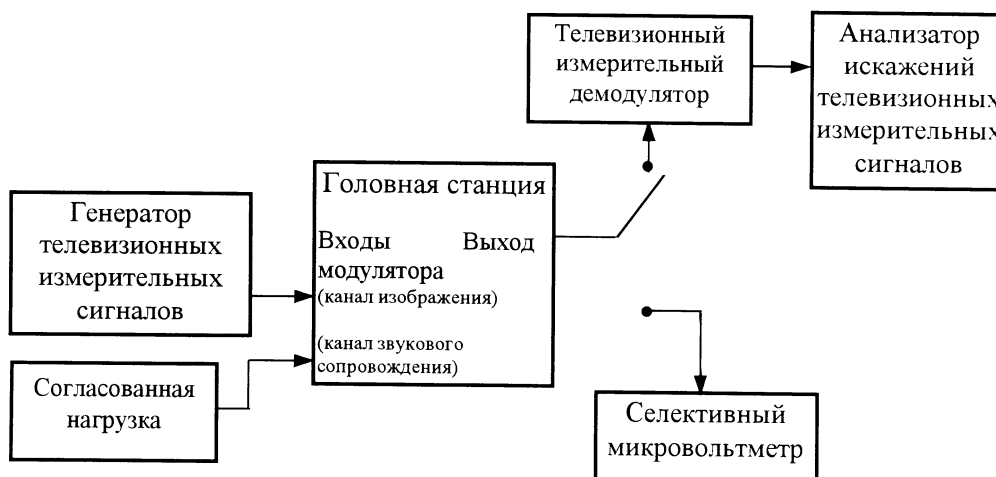 Телевизионный
измерительный
демодулятор
Анализатор
искажений
телевизионных
измерительных
сигналов
Головная станция
Входы Выход
модулятора
(канал изображения)
(канал звукового
сопровождения)
Генератор
телевизионных
измерительных
сигналов
Согласованная
нагрузка
Селективный
микровольтметр